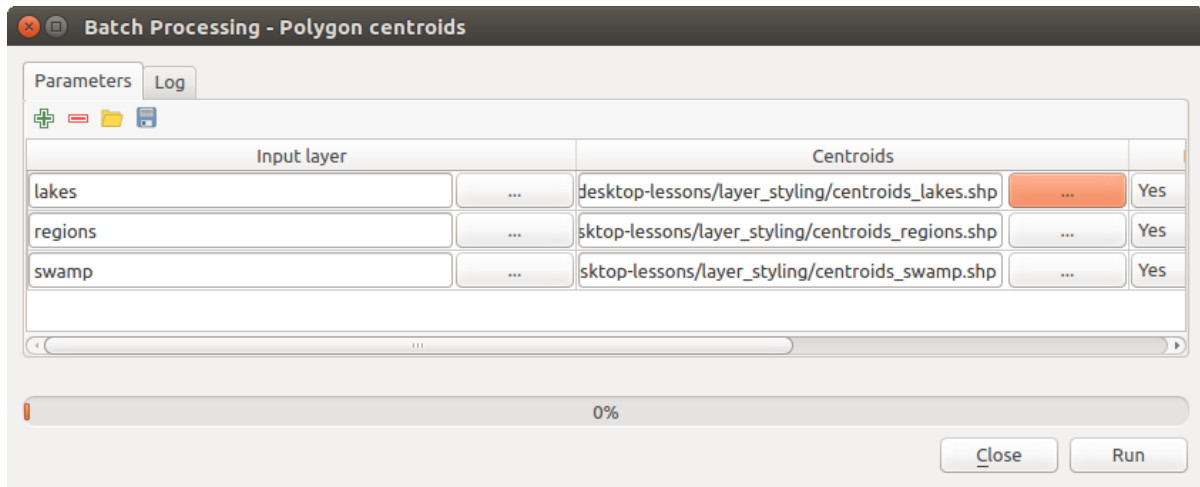 Batch Processing - Polygon centroids
Parameters Log
Input layer Centroids
lakes ... desktop-lessons/layer_styling/centroids_lakes.shp ... Yes
regions ... sktop-lessons/layer_styling/centroids_regions.shp ... Yes
swamp ... sktop-lessons/layer_styling/centroids_swamp.shp ... Yes
0%
Close Run